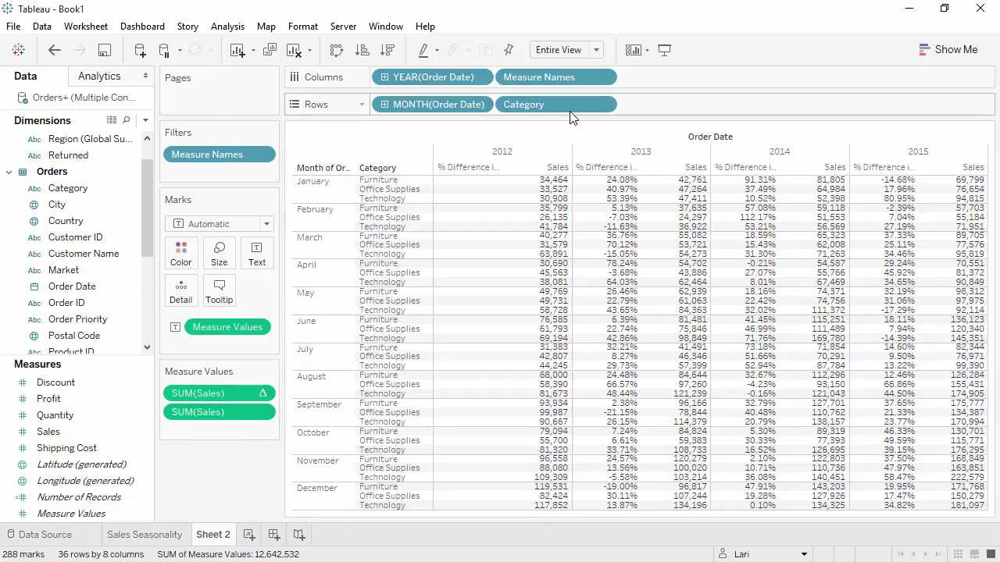 Tableau - Book1
File Data Worksheet Dashboard Story Analysis Map Format Server Window Help
Entire View
Show Me
Data Analytics
Orders+ (Multiple Con...
Dimensions
Abc Region (Global Su...
Abc Returned
Orders
Abc Category
City
Country
Abc Customer ID
Abc Customer Name
Abc Market
Order Date
Abc Order ID
Abc Order Priority
Postal Code
Abc Product ID
Measures
Discount
Profit
Quantity
Sales
Shipping Cost
Latitude (generated)
Longitude (generated)
Number of Records
Measure Values
Pages
Filters
Measure Names
Marks
Automatic
Color Size Text
Detail Tooltip
Measure Values
Measure Values
SUM(Sales) Δ
SUM(Sales)
Columns YEAR(Order Date) Measure Names
Rows MONTH(Order Date) Category
Order Date
2012 2013 2014 2015
Month of Or.. Category % Difference i.. Sales % Difference i.. Sales % Difference i.. Sales % Difference i.. Sales
January Furniture 34,464 24.08% 42,761 91.31% 81,805 -14.68% 69,799
Office Supplies 33,527 40.97% 47,264 37.49% 64,984 17.96% 76,654
Technology 30,908 53.39% 47,411 10.52% 52,398 80.95% 94,815
February Furniture 35,799 5.13% 37,635 57.08% 59,118 -2.39% 57,703
Office Supplies 26,135 -7.03% 24,297 112.17% 51,553 7.04% 55,184
Technology 41,784 -11.63% 36,922 53.21% 56,569 27.19% 71,951
March Furniture 40,277 36.76% 55,082 18.59% 65,323 37.33% 89,705
Office Supplies 31,579 70.12% 53,721 15.43% 62,008 25.11% 77,576
Technology 63,891 -15.05% 54,273 31.30% 71,263 34.46% 95,819
April Furniture 30,690 78.24% 54,702 -0.21% 54,587 29.24% 70,551
Office Supplies 45,563 -3.68% 43,886 27.07% 55,766 45.92% 81,372
Technology 38,081 64.03% 62,464 8.01% 67,469 34.65% 90,849
May Furniture 49,769 26.46% 62,939 18.16% 74,371 32.19% 98,312
Office Supplies 49,731 22.79% 61,063 22.42% 74,756 31.06% 97,975
Technology 58,728 43.65% 84,363 32.02% 111,372 -17.29% 92,114
June Furniture 76,585 6.39% 81,481 41.45% 115,251 18.11% 136,123
Office Supplies 61,793 22.74% 75,846 46.99% 111,489 7.94% 120,340
Technology 69,194 42.86% 98,849 71.76% 169,780 -14.39% 145,351
July Furniture 31,383 32.21% 41,491 73.18% 71,854 14.60% 82,344
Office Supplies 42,807 8.27% 46,346 51.66% 70,291 9.50% 76,971
Technology 44,245 29.73% 57,399 52.94% 87,784 13.22% 99,390
August Furniture 68,000 24.48% 84,644 32.67% 112,296 12.46% 126,284
Office Supplies 58,390 66.57% 97,260 -4.23% 93,150 66.86% 155,431
Technology 81,673 48.44% 121,239 -0.16% 121,043 44.50% 174,905
September Furniture 93,934 2.38% 96,166 32.79% 127,701 37.65% 175,777
Office Supplies 99,987 -21.15% 78,844 40.48% 110,762 21.33% 134,387
Technology 90,667 26.15% 114,379 20.79% 138,157 23.77% 170,994
October Furniture 79,094 7.24% 84,824 5.30% 89,319 46.33% 130,701
Office Supplies 55,700 6.61% 59,383 30.33% 77,393 49.59% 115,771
Technology 81,320 33.71% 108,733 16.52% 126,695 39.15% 176,295
November Furniture 96,558 24.57% 120,279 2.10% 122,803 37.50% 168,849
Office Supplies 88,080 13.56% 100,020 10.71% 110,736 47.97% 163,851
Technology 109,309 -5.58% 103,214 36.08% 140,451 58.47% 222,579
December Furniture 119,531 -19.00% 96,817 47.91% 143,203 19.95% 171,768
Office Supplies 82,424 30.11% 107,244 19.28% 127,926 17.47% 150,279
Technology 117,852 13.87% 134,196 0.10% 134,325 34.82% 181,097
Data Source Sales Seasonality Sheet 2
288 marks 36 rows by 8 columns SUM of Measure Values: 12,642,532 Lari